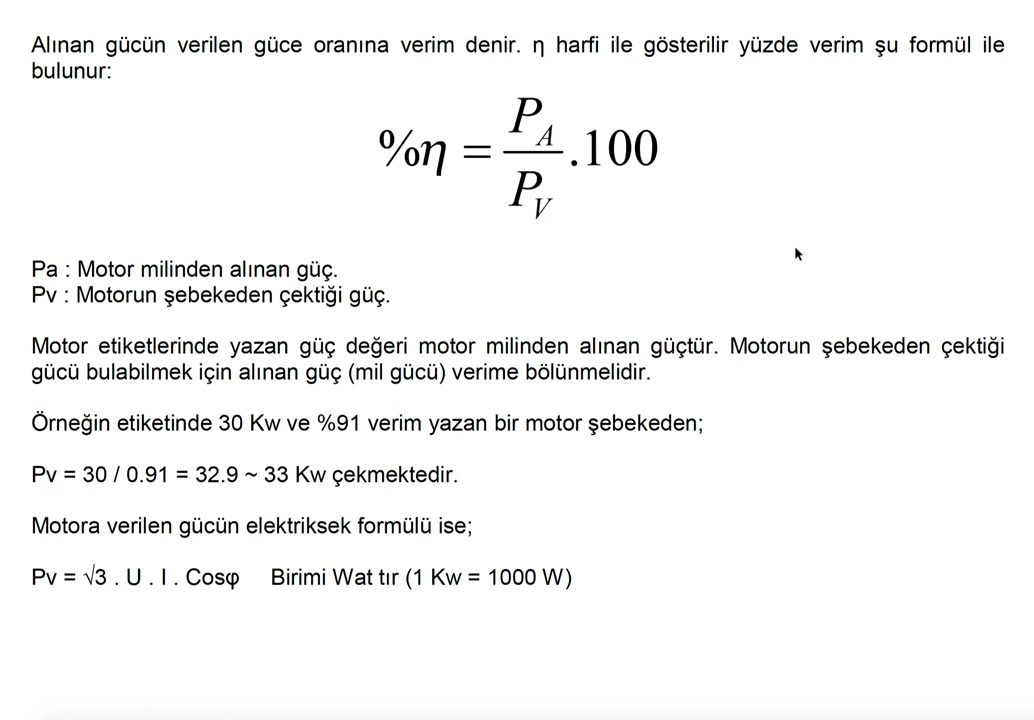 Alınan gücün verilen güce oranına verim denir. η harfi ile gösterilir yüzde verim şu formül ile
bulunur:
%η = P_A / P_V . 100
Pa : Motor milinden alınan güç.
Pv : Motorun şebekeden çektiği güç.
Motor etiketlerinde yazan güç değeri motor milinden alınan güçtür. Motorun şebekeden çektiği
gücü bulabilmek için alınan güç (mil gücü) verime bölünmelidir.
Örneğin etiketinde 30 Kw ve %91 verim yazan bir motor şebekeden;
Pv = 30 / 0.91 = 32.9 ~ 33 Kw çekmektedir.
Motora verilen gücün elektriksek formülü ise;
Pv = √3 . U . I . Cosφ Birimi Wat tır (1 Kw = 1000 W)